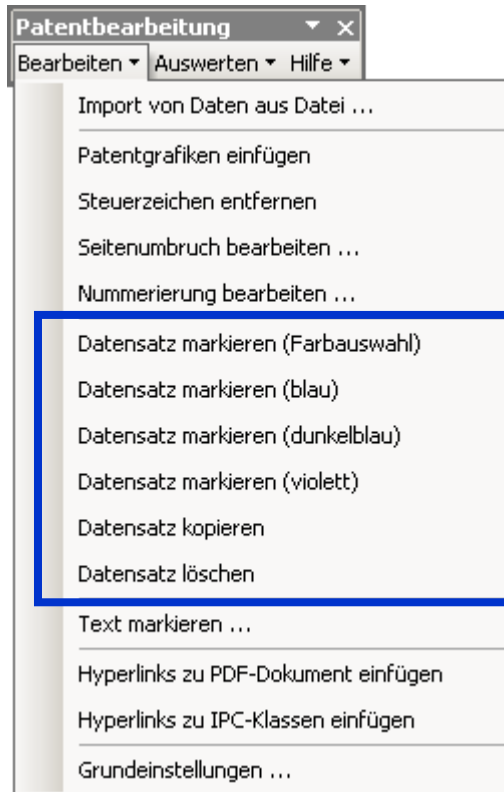 Patentbearbeitung
Bearbeiten Auswerten Hilfe
Import von Daten aus Datei ...
Patentgrafiken einfügen
Steuerzeichen entfernen
Seitenumbruch bearbeiten ...
Nummerierung bearbeiten ...
Datensatz markieren (Farbauswahl)
Datensatz markieren (blau)
Datensatz markieren (dunkelblau)
Datensatz markieren (violett)
Datensatz kopieren
Datensatz löschen
Text markieren ...
Hyperlinks zu PDF-Dokument einfügen
Hyperlinks zu IPC-Klassen einfügen
Grundeinstellungen ...